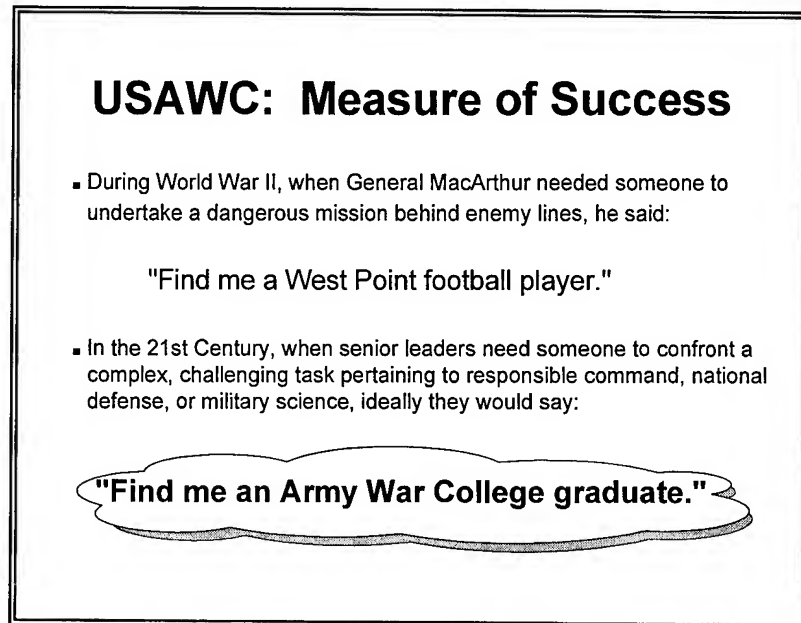 USAWC: Measure of Success
▪ During World War II, when General MacArthur needed someone to
undertake a dangerous mission behind enemy lines, he said:
"Find me a West Point football player."
▪ In the 21st Century, when senior leaders need someone to confront a
complex, challenging task pertaining to responsible command, national
defense, or military science, ideally they would say:
"Find me an Army War College graduate."